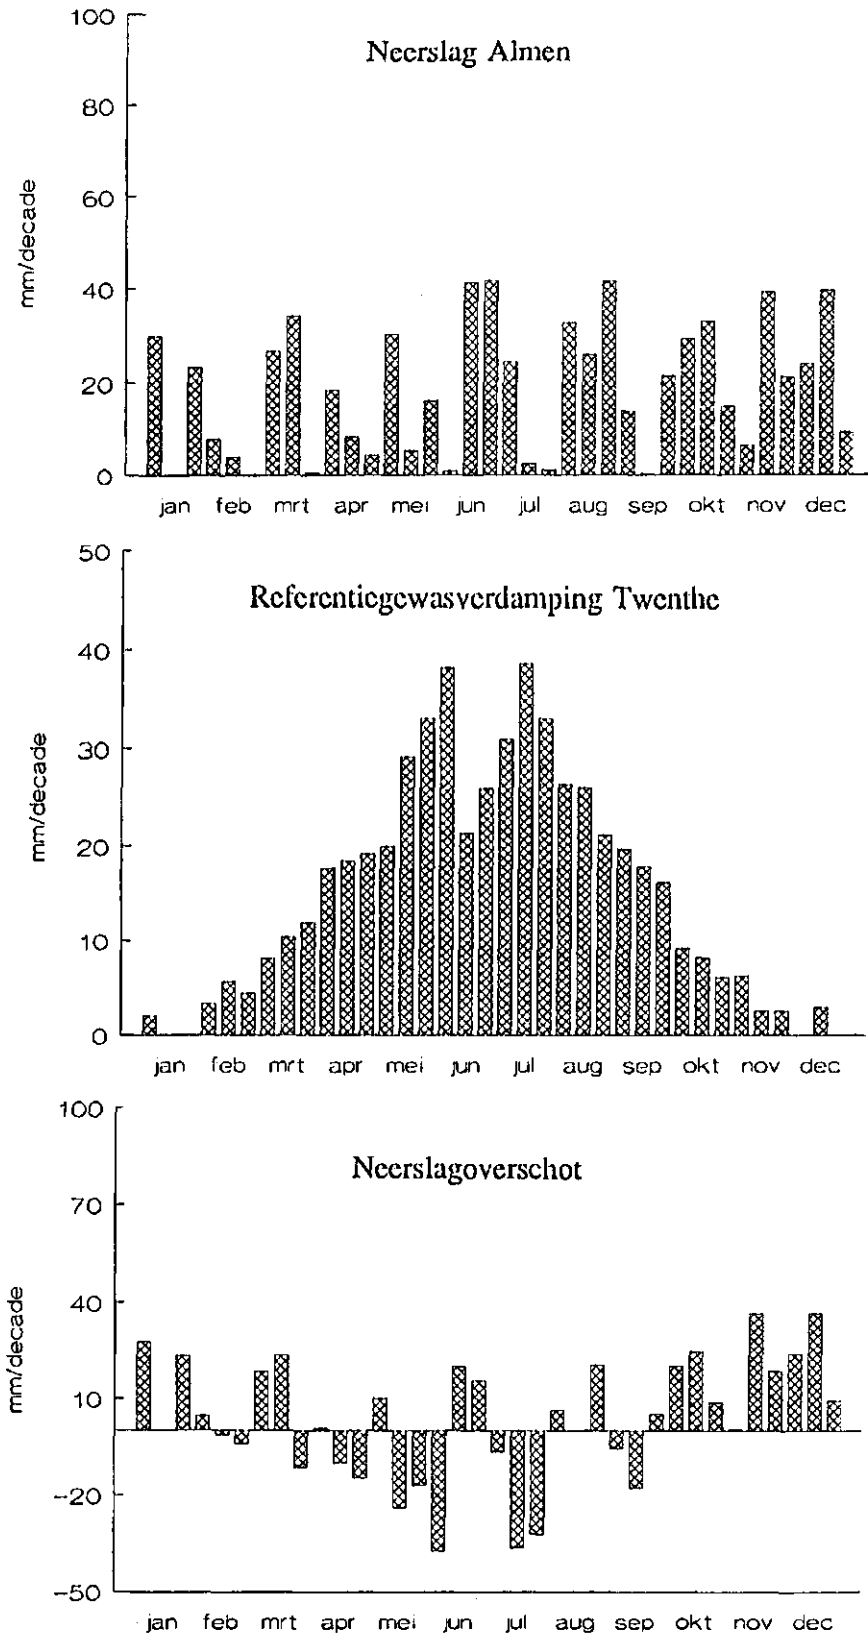 Neerslag Almen
mm/decade
100
80
60
40
20
0
jan feb mrt apr mei jun jul aug sep okt nov dec
Referentiegewasverdamping Twenthe
mm/decade
50
40
30
20
10
0
jan feb mrt apr mei jun jul aug sep okt nov dec
Neerslagoverschot
mm/decade
100
70
40
10
-20
-50
jan feb mrt apr mei jun jul aug sep okt nov dec